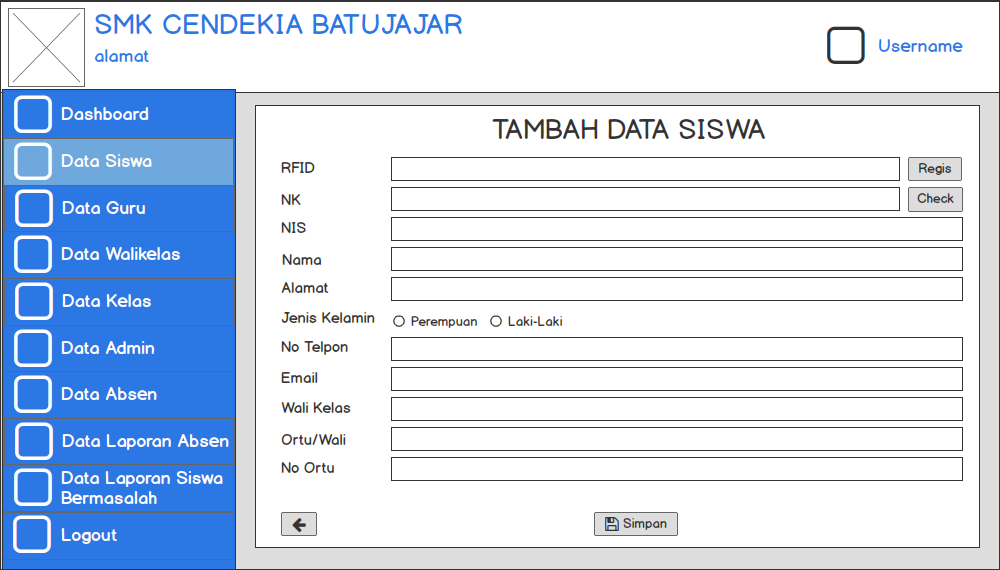 SMK CENDEKIA BATUJAJAR
alamat
Username
Dashboard
Data Siswa
Data Guru
Data Walikelas
Data Kelas
Data Admin
Data Absen
Data Laporan Absen
Data Laporan Siswa
Bermasalah
Logout
TAMBAH DATA SISWA
RFID
Regis
NK
Check
NIS
Nama
Alamat
Jenis Kelamin
Perempuan
Laki-Laki
No Telpon
Email
Wali Kelas
Ortu/Wali
No Ortu
Simpan